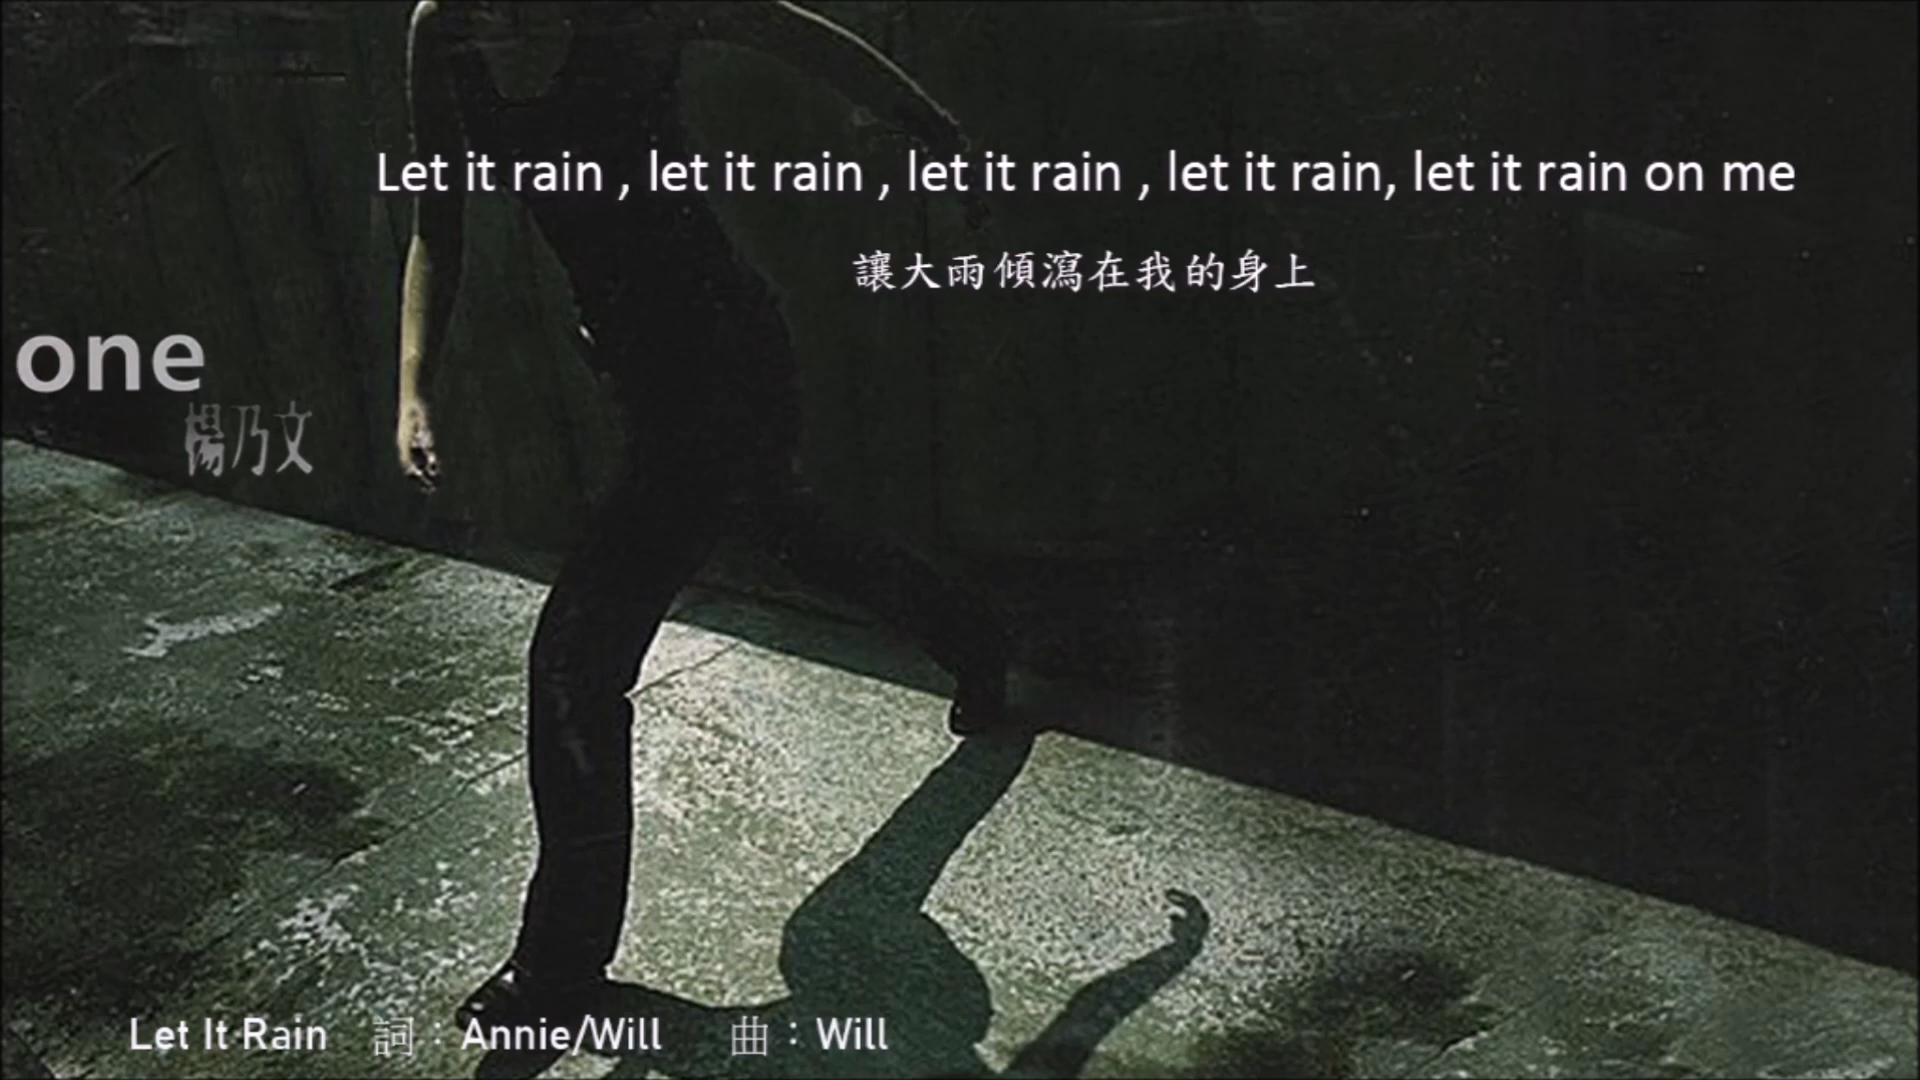 Let it rain , let it rain , let it rain , let it rain, let it rain on me
讓大雨傾瀉在我的身上
one
楊乃文
Let It Rain 詞：Annie/Will 曲：Will